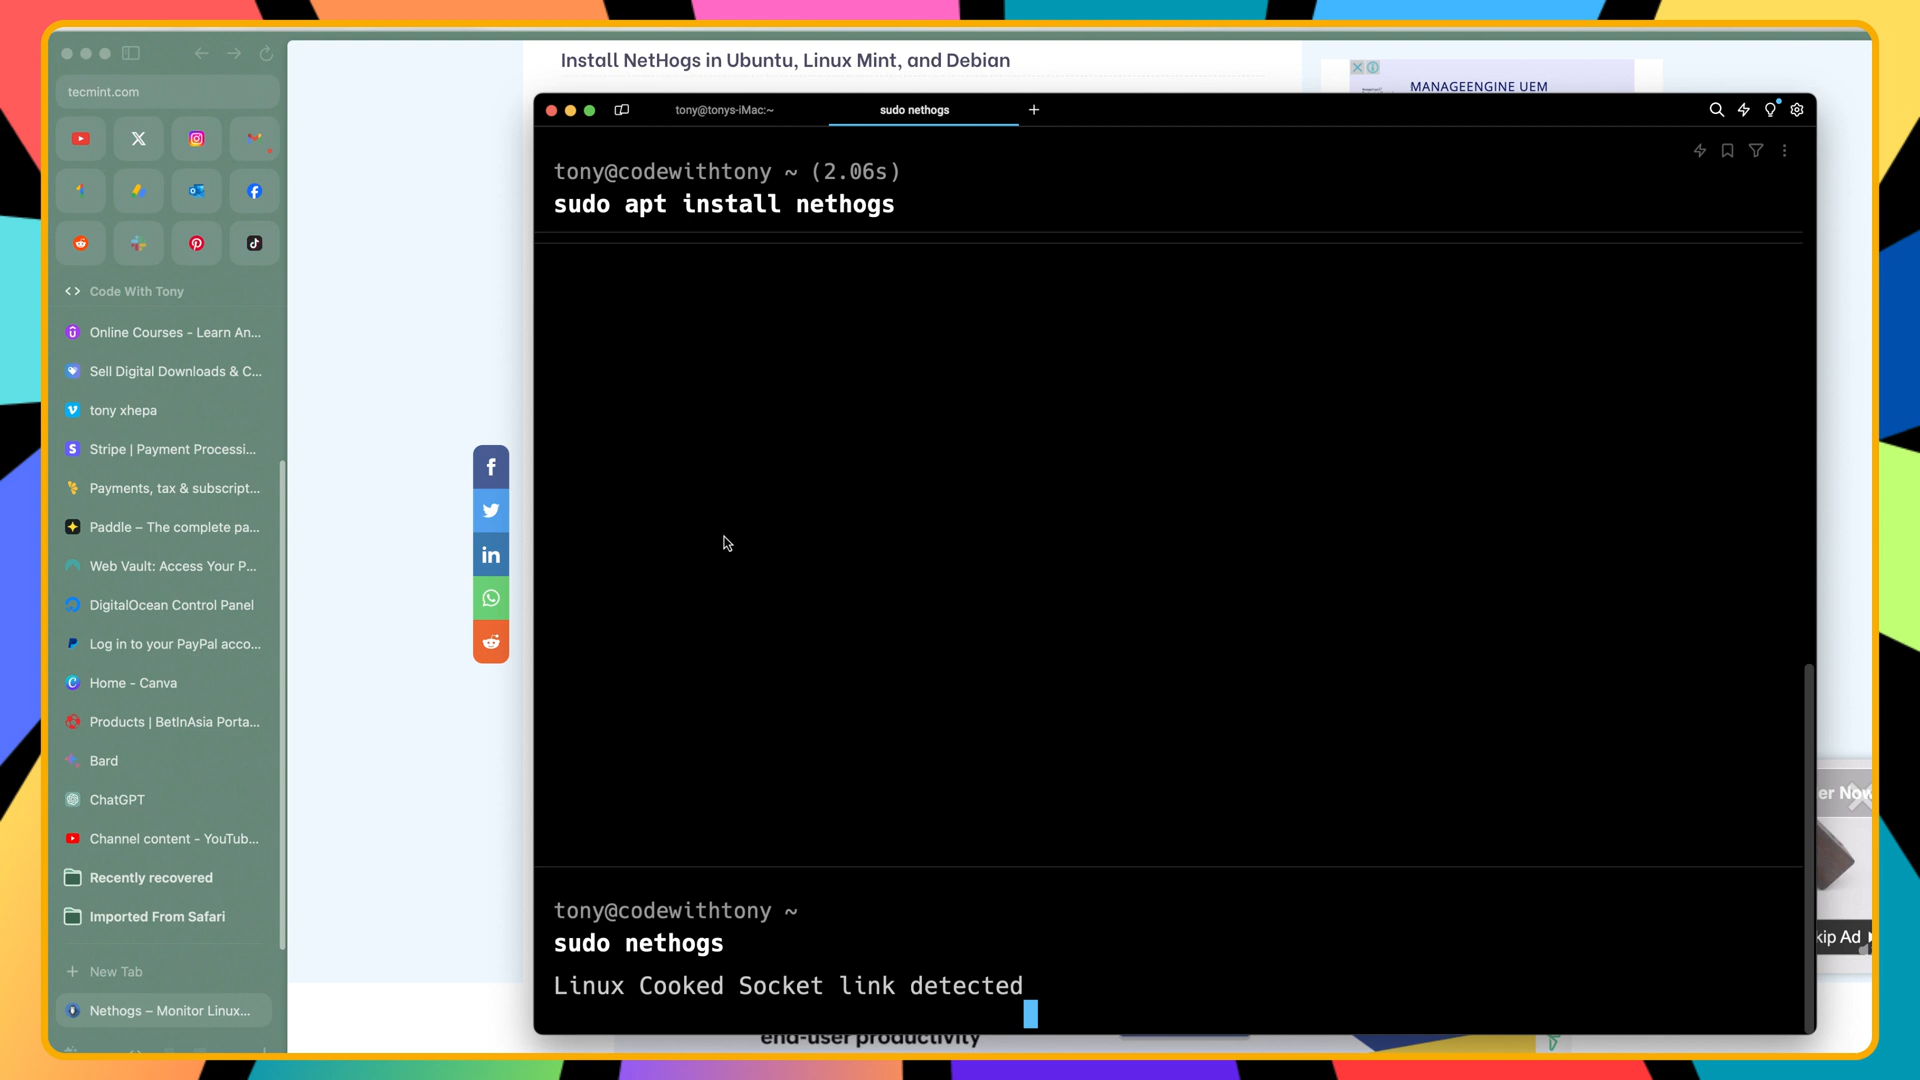 tecmint.com
Code With Tony
Online Courses - Learn An...
Sell Digital Downloads & C...
tony xhepa
Stripe | Payment Processi...
Payments, tax & subscript...
Paddle – The complete pa...
Web Vault: Access Your P...
DigitalOcean Control Panel
Log in to your PayPal acco...
Home - Canva
Products | BetInAsia Porta...
Bard
ChatGPT
Channel content - YouTub...
Recently recovered
Imported From Safari
New Tab
Nethogs – Monitor Linux...
Install NetHogs in Ubuntu, Linux Mint, and Debian
MANAGEENGINE UEM
tony@tonys-iMac:~
sudo nethogs
tony@codewithtony ~ (2.06s)
sudo apt install nethogs
tony@codewithtony ~
sudo nethogs
Linux Cooked Socket link detected
er Now
kip Ad
end-user productivity